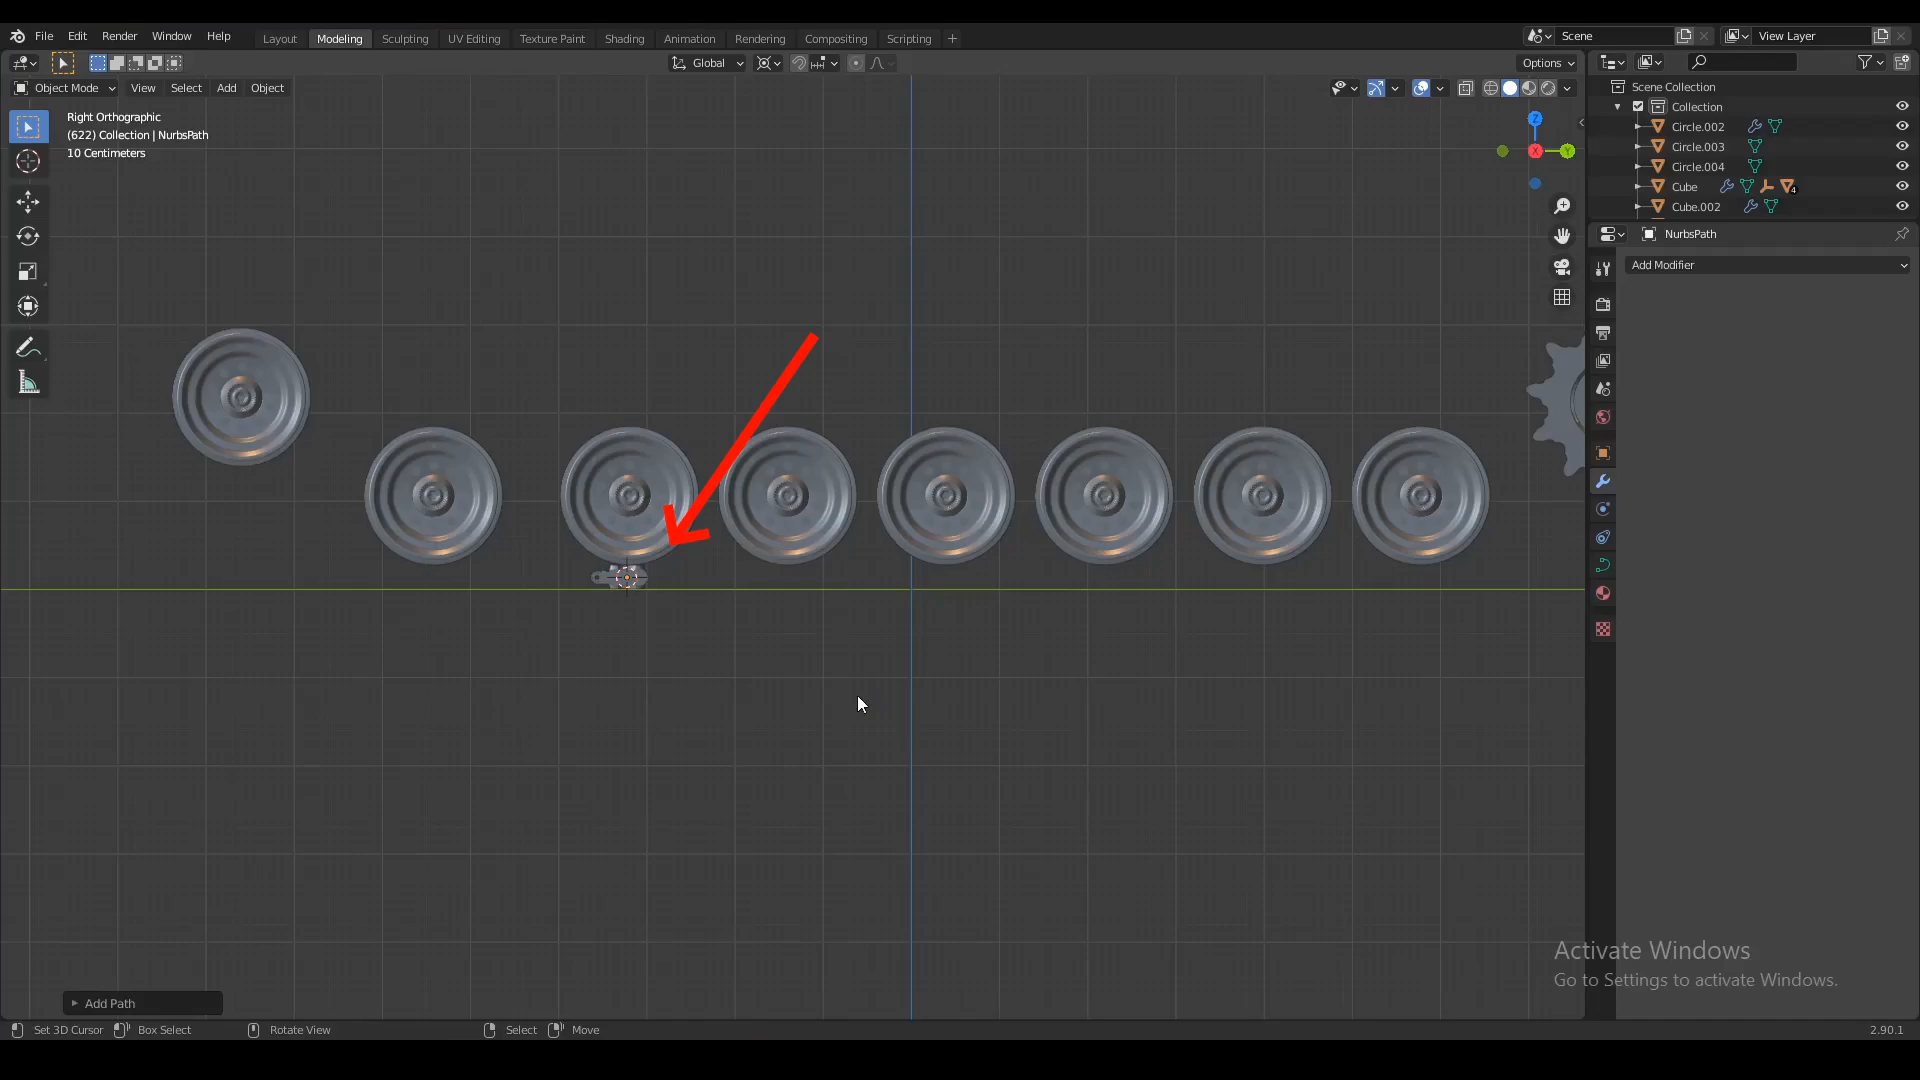 File Edit Render Window Help Layout Modeling Sculpting UV Editing Texture Paint Shading Animation Rendering Compositing Scripting + Scene View Layer
Global Options
Object Mode View Select Add Object
Scene Collection
Right Orthographic
(622) Collection | NurbsPath
10 Centimeters
Z
X
Y
Collection
Circle.002
Circle.003
Circle.004
Cube 4
Cube.002
NurbsPath
Add Modifier
Activate Windows
Go to Settings to activate Windows.
Add Path
Set 3D Cursor Box Select Rotate View Select Move 2.90.1